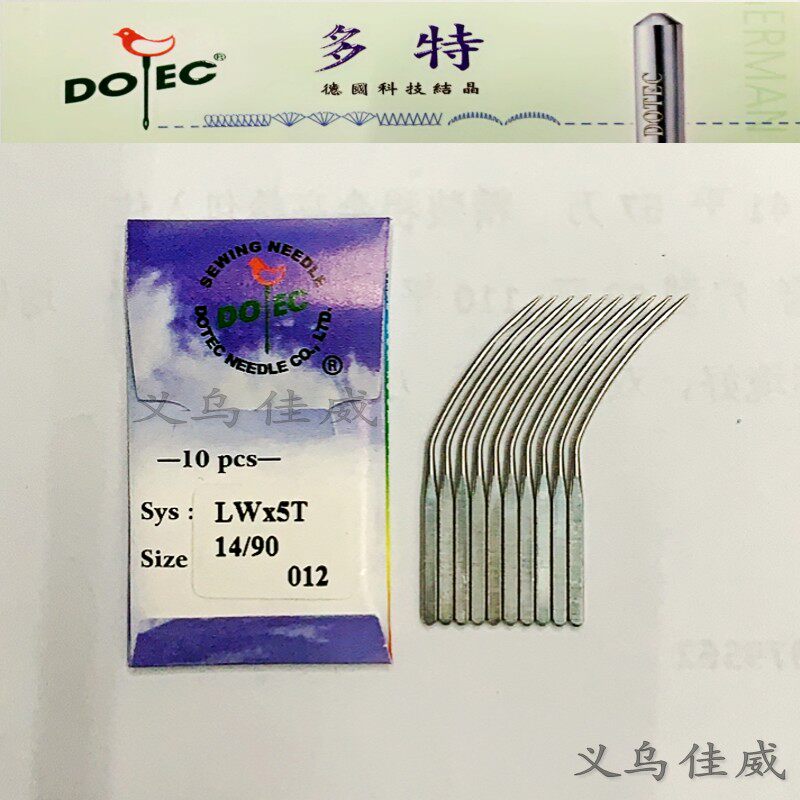 DOTEC®
多特
德國科技結晶
DOTEC
GERMAN
SEWING NEEDLE
DOTEC
DOTEC NEEDLE CO., LTD.
®
义乌佳威
—10 pcs—
Sys : LWx5T
Size 14/90
012
义乌佳威